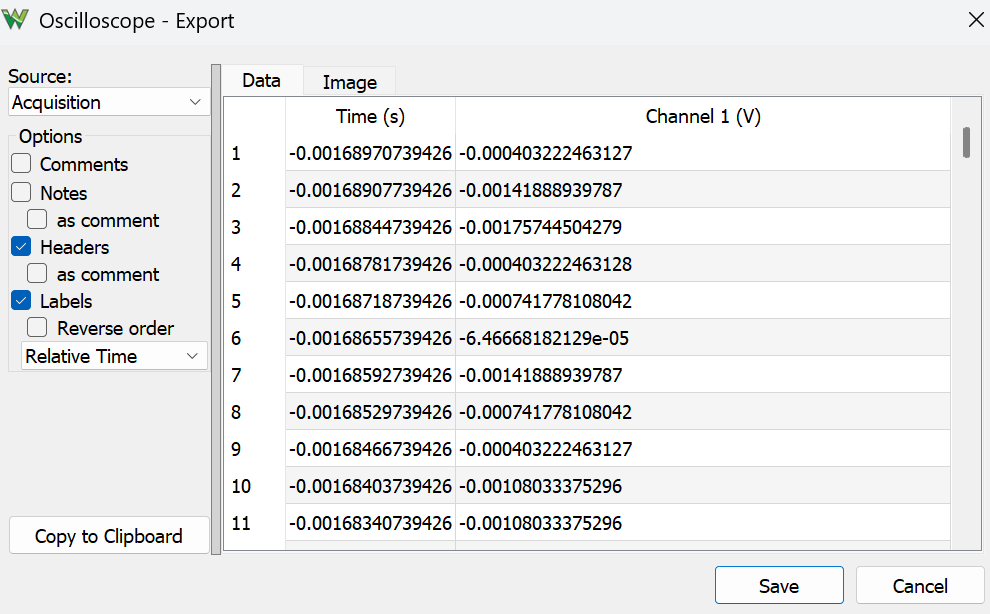 Oscilloscope - Export
Source:
Acquisition
Options
Comments
Notes
as comment
Headers
as comment
Labels
Reverse order
Relative Time
Copy to Clipboard
Data Image
Time (s) Channel 1 (V)
1 -0.00168970739426 -0.000403222463127
2 -0.00168907739426 -0.00141888939787
3 -0.00168844739426 -0.00175744504279
4 -0.00168781739426 -0.000403222463128
5 -0.00168718739426 -0.000741778108042
6 -0.00168655739426 -6.46668182129e-05
7 -0.00168592739426 -0.00141888939787
8 -0.00168529739426 -0.000741778108042
9 -0.00168466739426 -0.000403222463127
10 -0.00168403739426 -0.00108033375296
11 -0.00168340739426 -0.00108033375296
Save Cancel